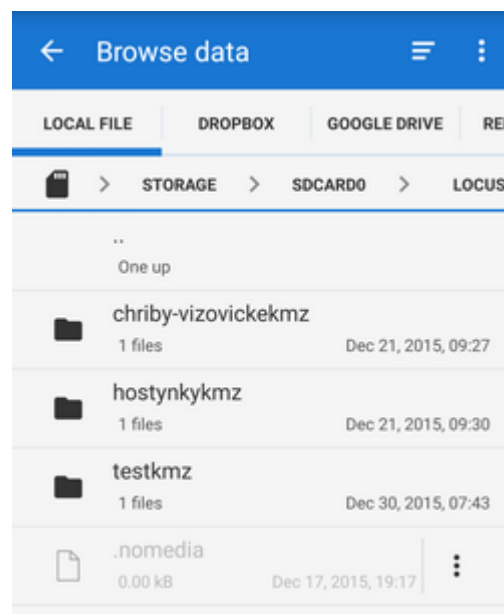 Browse data
LOCAL FILE DROPBOX GOOGLE DRIVE
STORAGE > SDCARD0 > LOCUS
..
One up
chriby-vizovickekmz
1 files Dec 21, 2015, 09:27
hostynkykmz
1 files Dec 21, 2015, 09:30
testkmz
1 files Dec 30, 2015, 07:43
.nomedia
0.00 kB Dec 17, 2015, 19:17